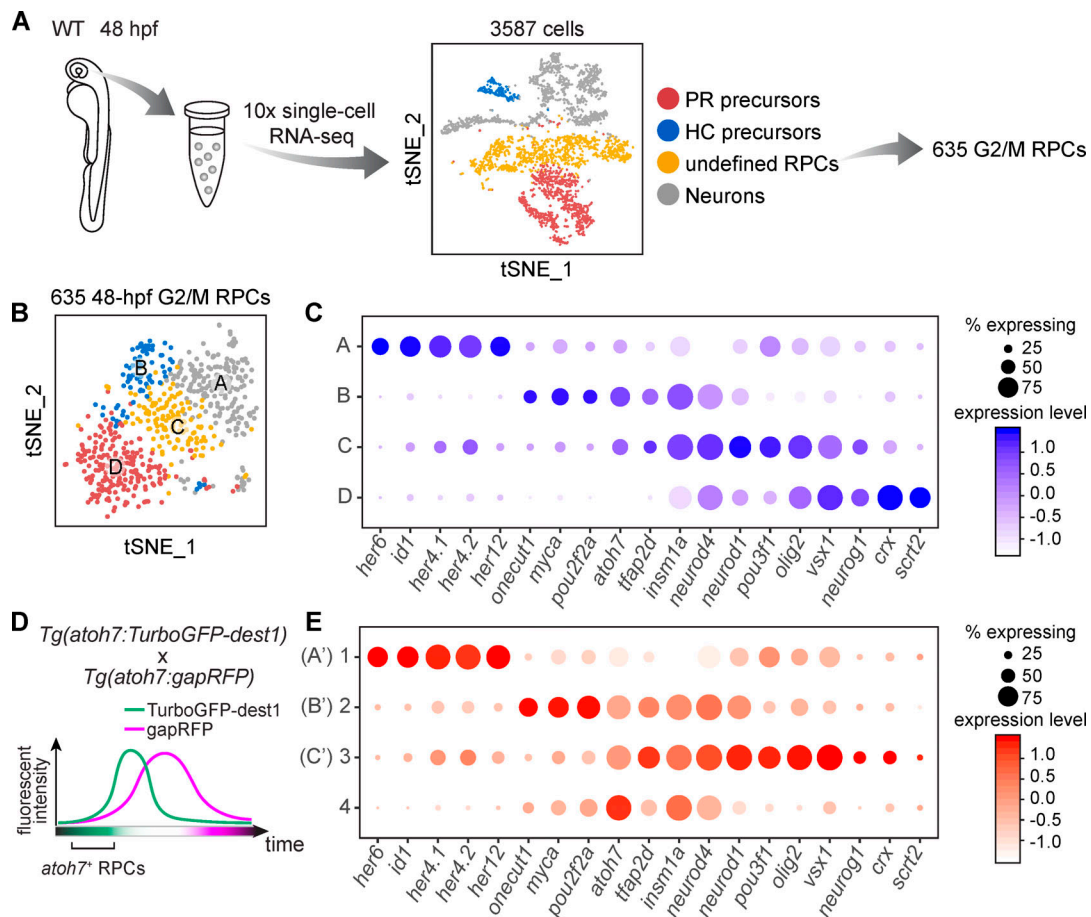 A
WT 48 hpf
10x single-cell
RNA-seq
3587 cells
tSNE_2
tSNE_1
PR precursors
HC precursors
undefined RPCs
Neurons
635 G2/M RPCs
B
635 48-hpf G2/M RPCs
A
B
C
D
tSNE_2
tSNE_1
C
A
B
C
D
her6 id1 her4.1 her4.2 her12 onecut1 myca pou2f2a atoh7 tfap2d insm1a neurod4 neurod1 pou3f1 olig2 vsx1 neurog1 crx scrt2
% expressing
25
50
75
expression level
1.0
0.5
0.0
-0.5
-1.0
D
Tg(atoh7:TurboGFP-dest1)
x
Tg(atoh7:gapRFP)
TurboGFP-dest1
gapRFP
fluorescent
intensity
time
atoh7+ RPCs
E
(A') 1
(B') 2
(C') 3
4
her6 id1 her4.1 her4.2 her12 onecut1 myca pou2f2a atoh7 tfap2d insm1a neurod4 neurod1 pou3f1 olig2 vsx1 neurog1 crx scrt2
% expressing
25
50
75
expression level
1.0
0.5
0.0
-0.5
-1.0